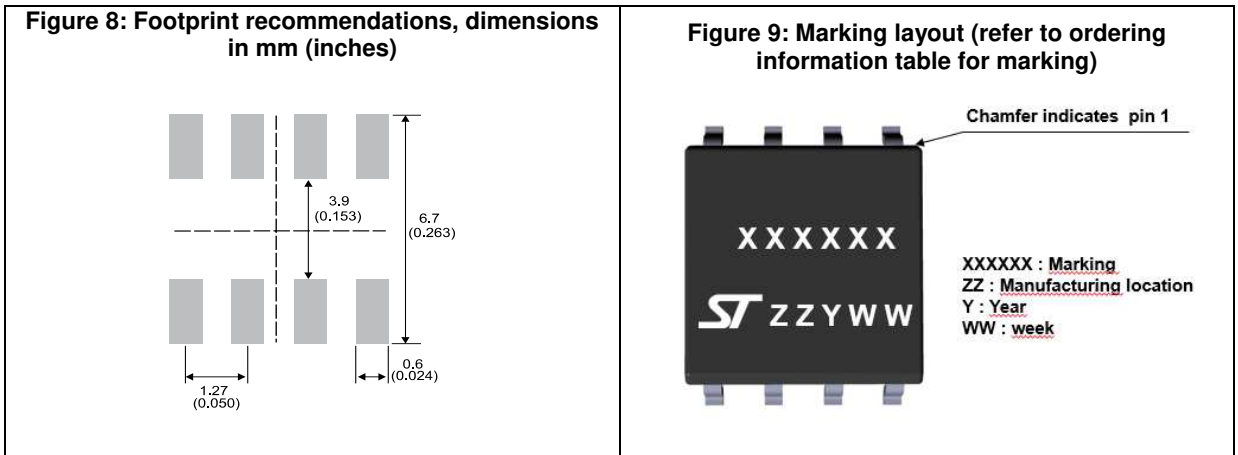 Figure 8: Footprint recommendations, dimensions
in mm (inches)
3.9
(0.153)
6.7
(0.263)
0.6
(0.024)
1.27
(0.050)
Figure 9: Marking layout (refer to ordering
information table for marking)
Chamfer indicates pin 1
XXXXXX
ST ZZYWW
XXXXXX : Marking
ZZ : Manufacturing location
Y : Year
WW : week